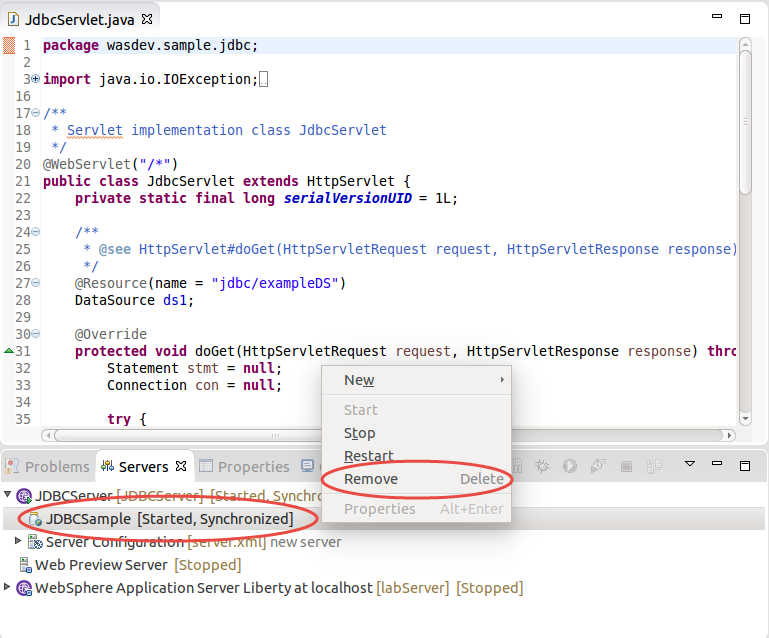 JdbcServlet.java
1 package wasdev.sample.jdbc;
2
3 import java.io.IOException;
16
17 /**
18 * Servlet implementation class JdbcServlet
19 */
20 @WebServlet("/*")
21 public class JdbcServlet extends HttpServlet {
22 private static final long serialVersionUID = 1L;
23
24 /**
25 * @see HttpServlet#doGet(HttpServletRequest request, HttpServletResponse response)
26 */
27 @Resource(name = "jdbc/exampleDS")
28 DataSource ds1;
29
30 @Override
31 protected void doGet(HttpServletRequest request, HttpServletResponse response) thro
32 Statement stmt = null;
33 Connection con = null;
34
35 try {
New
Start
Stop
Restart
Remove Delete
Properties Alt+Enter
Problems Servers Properties
JDBCServer [JDBCServer] [Started, Synchro
JDBCSample [Started, Synchronized]
Server Configuration [server.xml] new server
Web Preview Server [Stopped]
WebSphere Application Server Liberty at localhost [labServer] [Stopped]